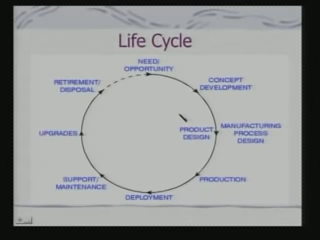 Life Cycle
NEED/
OPPORTUNITY
CONCEPT
DEVELOPMENT
RETIREMENT/
DISPOSAL
PRODUCT
DESIGN
MANUFACTURING
PROCESS
DESIGN
UPGRADES
PRODUCTION
SUPPORT/
MAINTENANCE
DEPLOYMENT